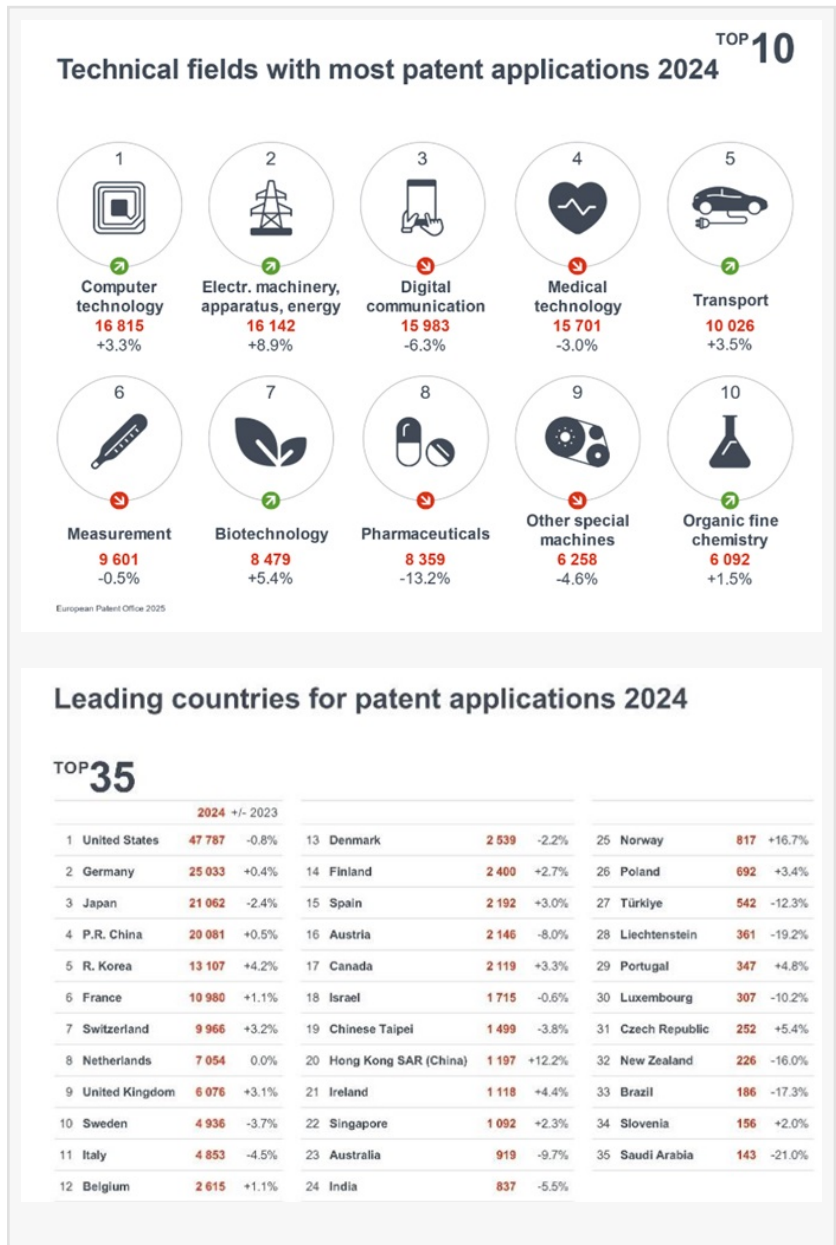 TOP 10
Technical fields with most patent applications 2024
1
2
3
4
5
Computer technology
16 815
+3.3%
Electr. machinery, apparatus, energy
16 142
+8.9%
Digital communication
15 983
-6.3%
Medical technology
15 701
-3.0%
Transport
10 026
+3.5%
6
7
8
9
10
Measurement
9 601
-0.5%
Biotechnology
8 479
+5.4%
Pharmaceuticals
8 359
-13.2%
Other special machines
6 258
-4.6%
Organic fine chemistry
6 092
+1.5%
European Patent Office 2025
Leading countries for patent applications 2024
TOP 35
2024 +/- 2023
1 United States 47 787 -0.8%
2 Germany 25 033 +0.4%
3 Japan 21 062 -2.4%
4 P.R. China 20 081 +0.5%
5 R. Korea 13 107 +4.2%
6 France 10 980 +1.1%
7 Switzerland 9 966 +3.2%
8 Netherlands 7 054 0.0%
9 United Kingdom 6 076 +3.1%
10 Sweden 4 936 -3.7%
11 Italy 4 853 -4.5%
12 Belgium 2 615 +1.1%
13 Denmark 2 539 -2.2%
14 Finland 2 400 +2.7%
15 Spain 2 192 +3.0%
16 Austria 2 146 -8.0%
17 Canada 2 119 +3.3%
18 Israel 1 715 -0.6%
19 Chinese Taipei 1 499 -3.8%
20 Hong Kong SAR (China) 1 197 +12.2%
21 Ireland 1 118 +4.4%
22 Singapore 1 092 +2.3%
23 Australia 919 -9.7%
24 India 837 -5.5%
25 Norway 817 +16.7%
26 Poland 692 +3.4%
27 Türkiye 542 -12.3%
28 Liechtenstein 361 -19.2%
29 Portugal 347 +4.8%
30 Luxembourg 307 -10.2%
31 Czech Republic 252 +5.4%
32 New Zealand 226 -16.0%
33 Brazil 186 -17.3%
34 Slovenia 156 +2.0%
35 Saudi Arabia 143 -21.0%